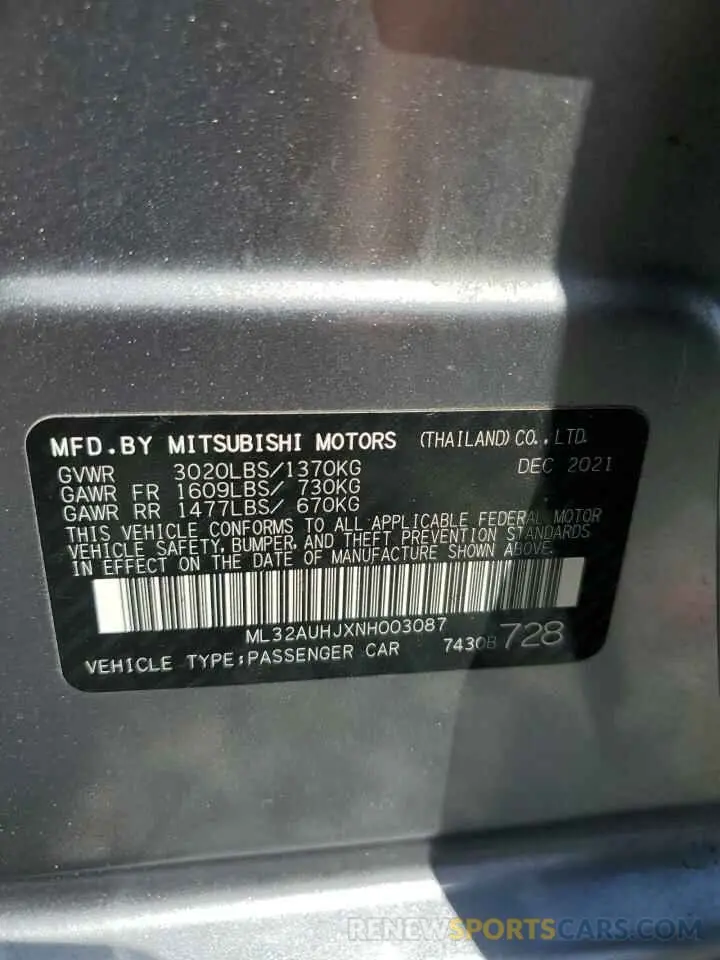 MFD.BY MITSUBISHI MOTORS (THAILAND) CO., LTD.
GVWR 3020LBS/1370KG DEC 2021
GAWR FR 1609LBS/ 730KG
GAWR RR 1477LBS/ 670KG
THIS VEHICLE CONFORMS TO ALL APPLICABLE FEDERAL MOTOR
VEHICLE SAFETY, BUMPER, AND THEFT PREVENTION STANDARDS
IN EFFECT ON THE DATE OF MANUFACTURE SHOWN ABOVE.
ML32AUHJXNH003087
VEHICLE TYPE;PASSENGER CAR 7430B 728
RENEWSPORTSCARS.COM